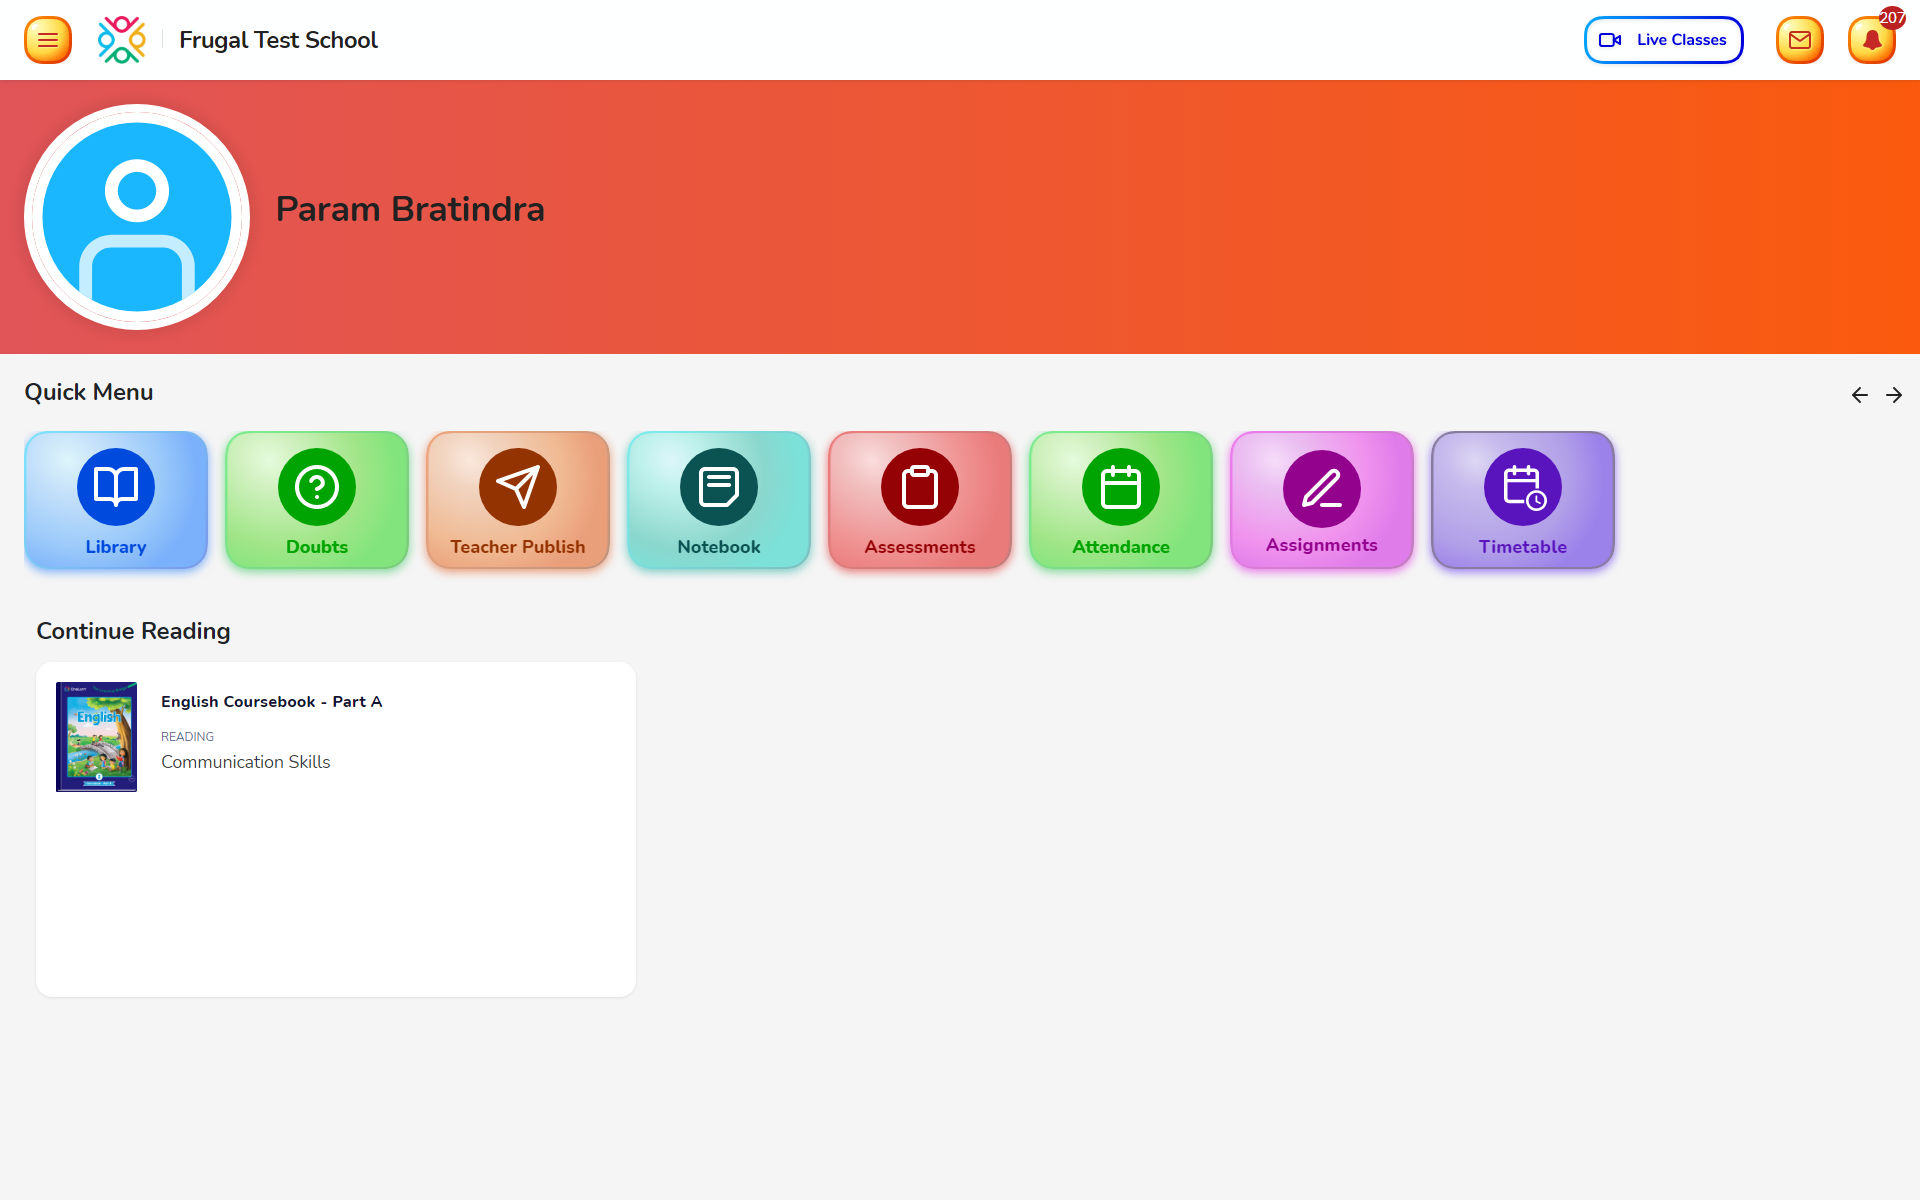 Frugal Test School
Live Classes
207
Param Bratindra
Quick Menu
Library
Doubts
Teacher Publish
Notebook
Assessments
Attendance
Assignments
Timetable
Continue Reading
English
English Coursebook - Part A
READING
Communication Skills